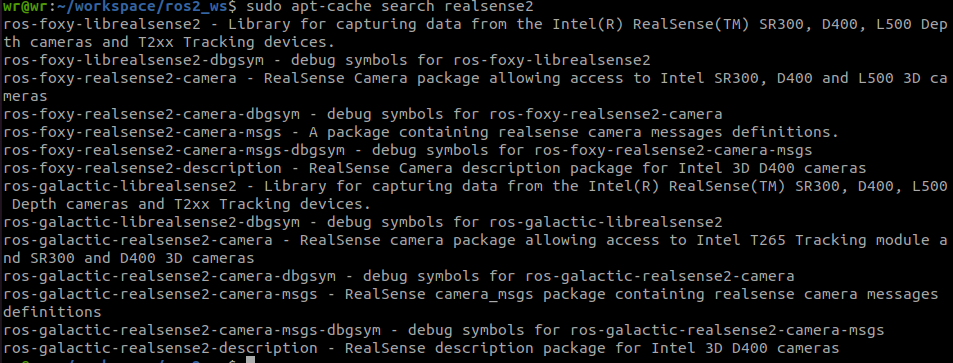 wr@wr:~/workspace/ros2_ws$ sudo apt-cache search realsense2
ros-foxy-librealsense2 - Library for capturing data from the Intel(R) RealSense(TM) SR300, D400, L500 Dep
th cameras and T2xx Tracking devices.
ros-foxy-librealsense2-dbgsym - debug symbols for ros-foxy-librealsense2
ros-foxy-realsense2-camera - RealSense Camera package allowing access to Intel SR300, D400 and L500 3D ca
meras
ros-foxy-realsense2-camera-dbgsym - debug symbols for ros-foxy-realsense2-camera
ros-foxy-realsense2-camera-msgs - A package containing realsense camera messages definitions.
ros-foxy-realsense2-camera-msgs-dbgsym - debug symbols for ros-foxy-realsense2-camera-msgs
ros-foxy-realsense2-description - RealSense Camera description package for Intel 3D D400 cameras
ros-galactic-librealsense2 - Library for capturing data from the Intel(R) RealSense(TM) SR300, D400, L500
 Depth cameras and T2xx Tracking devices.
ros-galactic-librealsense2-dbgsym - debug symbols for ros-galactic-librealsense2
ros-galactic-realsense2-camera - RealSense camera package allowing access to Intel T265 Tracking module a
nd SR300 and D400 3D cameras
ros-galactic-realsense2-camera-dbgsym - debug symbols for ros-galactic-realsense2-camera
ros-galactic-realsense2-camera-msgs - RealSense camera_msgs package containing realsense camera messages
definitions
ros-galactic-realsense2-camera-msgs-dbgsym - debug symbols for ros-galactic-realsense2-camera-msgs
ros-galactic-realsense2-description - RealSense description package for Intel 3D D400 cameras
wr@wr:~/workspace/ros2_ws$